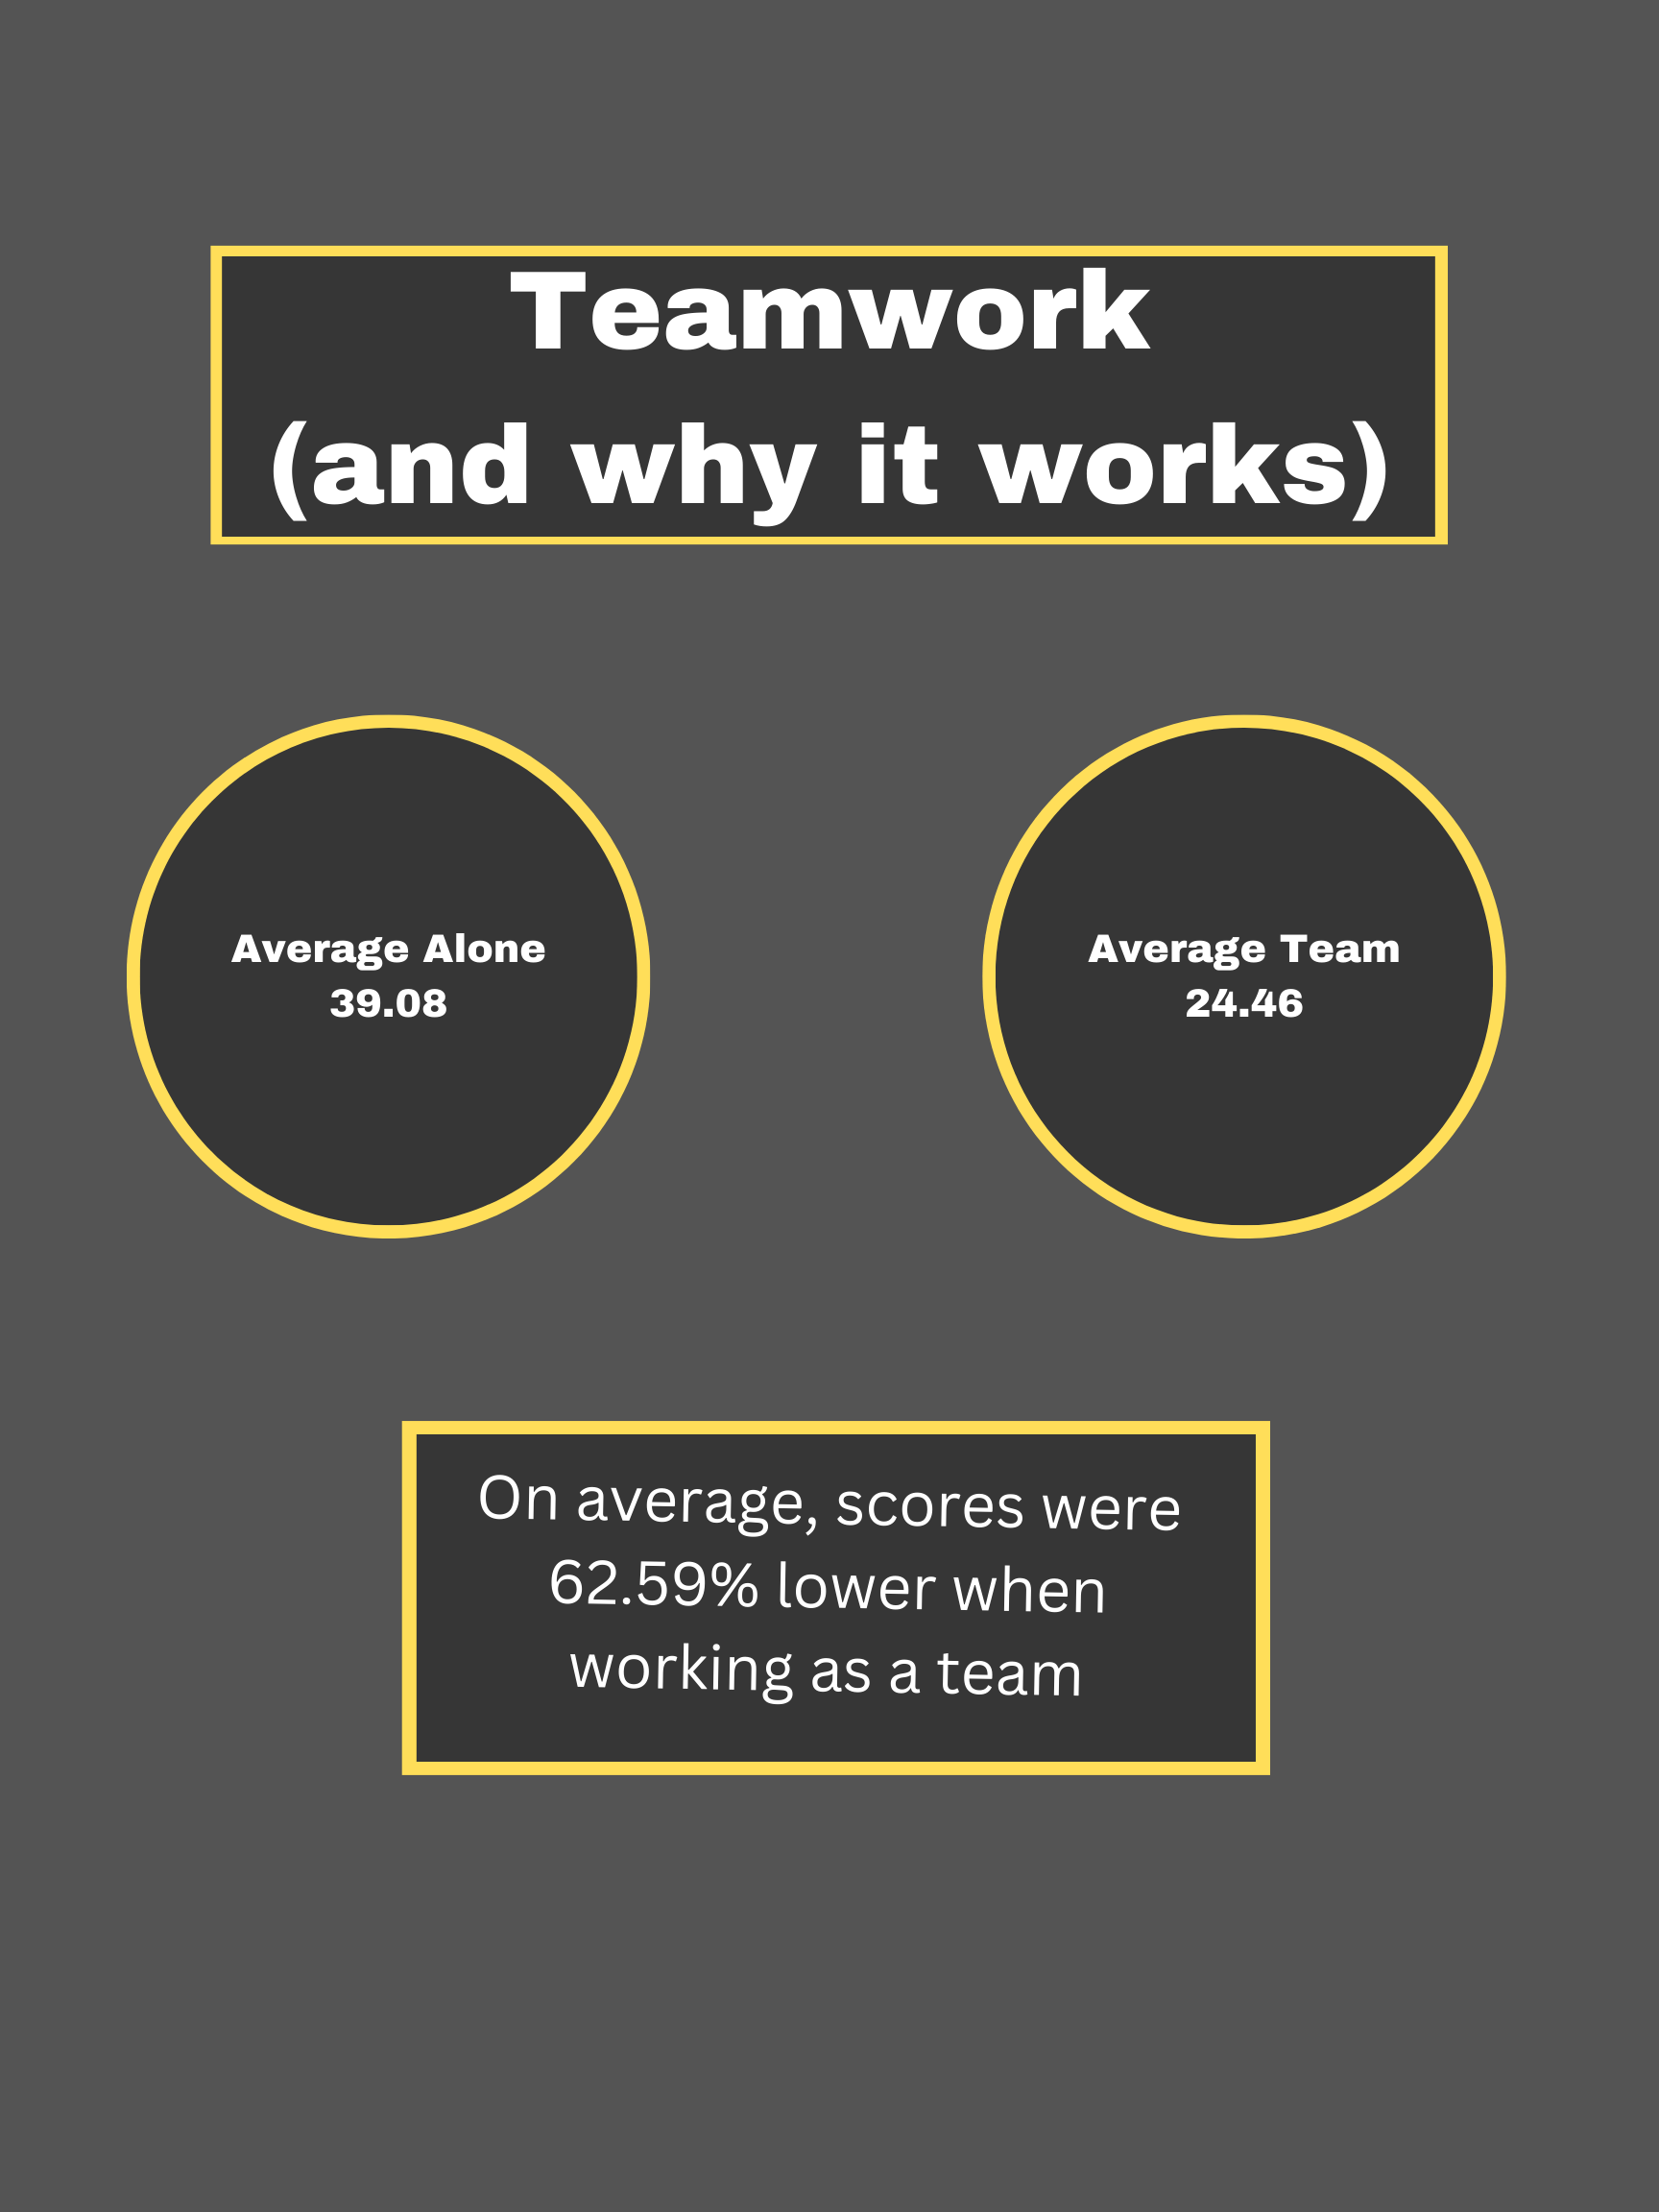 Teamwork
(and why it works)
Average Alone
39.08
Average Team
24.46
On average, scores were
62.59% lower when
working as a team